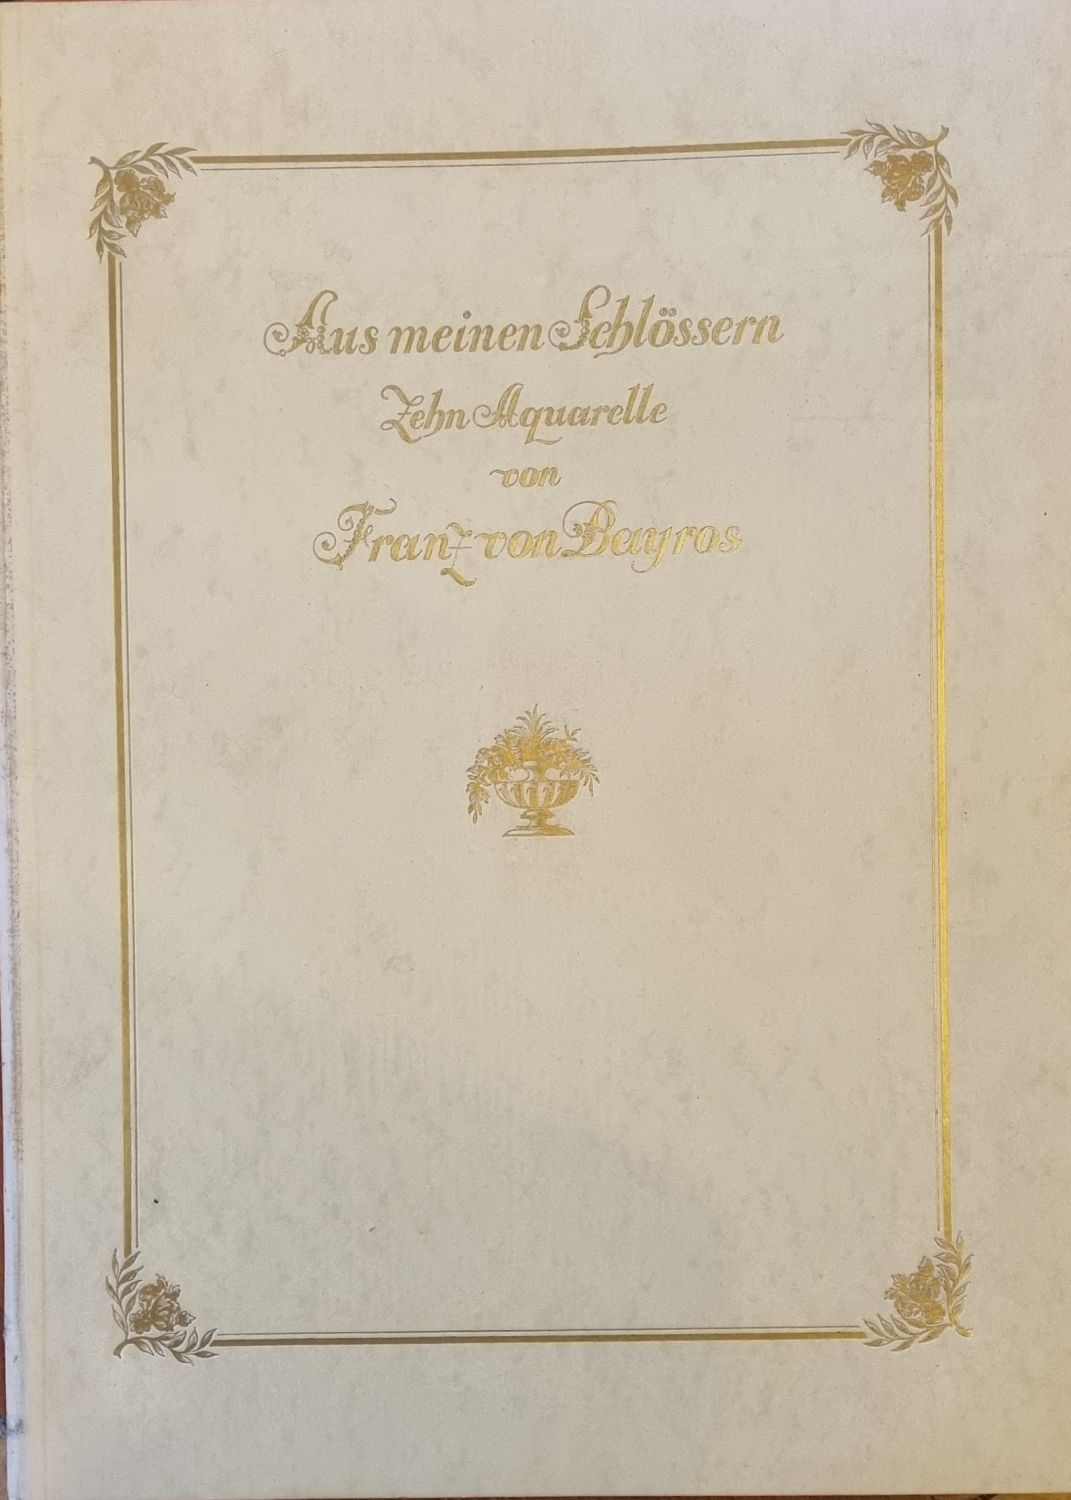 Aus meinen Schlössern
Zehn Aquarelle
von
Franz von Bayros